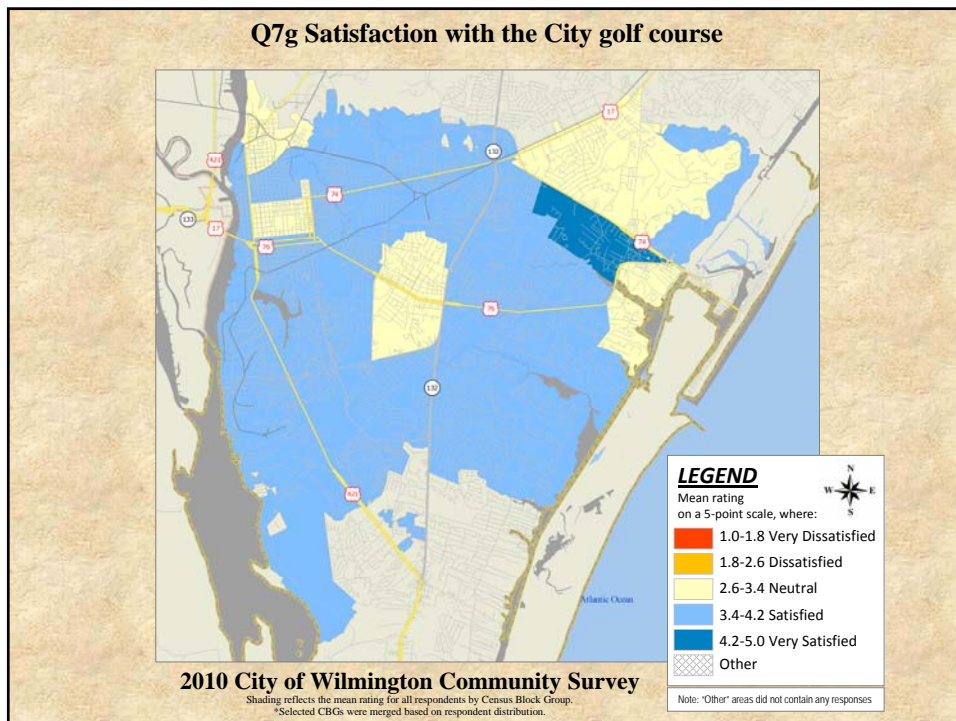 Q7g Satisfaction with the City golf course
17
132
421
74
133
17
76
74
76
132
421
Atlantic Ocean
LEGEND
N
W E
S
Mean rating
on a 5-point scale, where:
1.0-1.8 Very Dissatisfied
1.8-2.6 Dissatisfied
2.6-3.4 Neutral
3.4-4.2 Satisfied
4.2-5.0 Very Satisfied
Other
Note: "Other" areas did not contain any responses
2010 City of Wilmington Community Survey
Shading reflects the mean rating for all respondents by Census Block Group.
*Selected CBGs were merged based on respondent distribution.